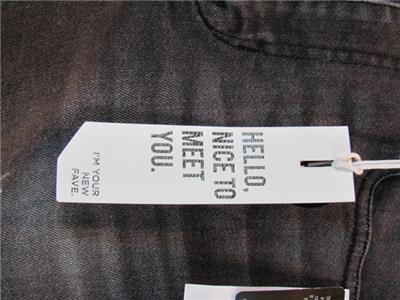 HELLO,
NICE TO
MEET
YOU.
I'M YOUR
NEW
FAVE.